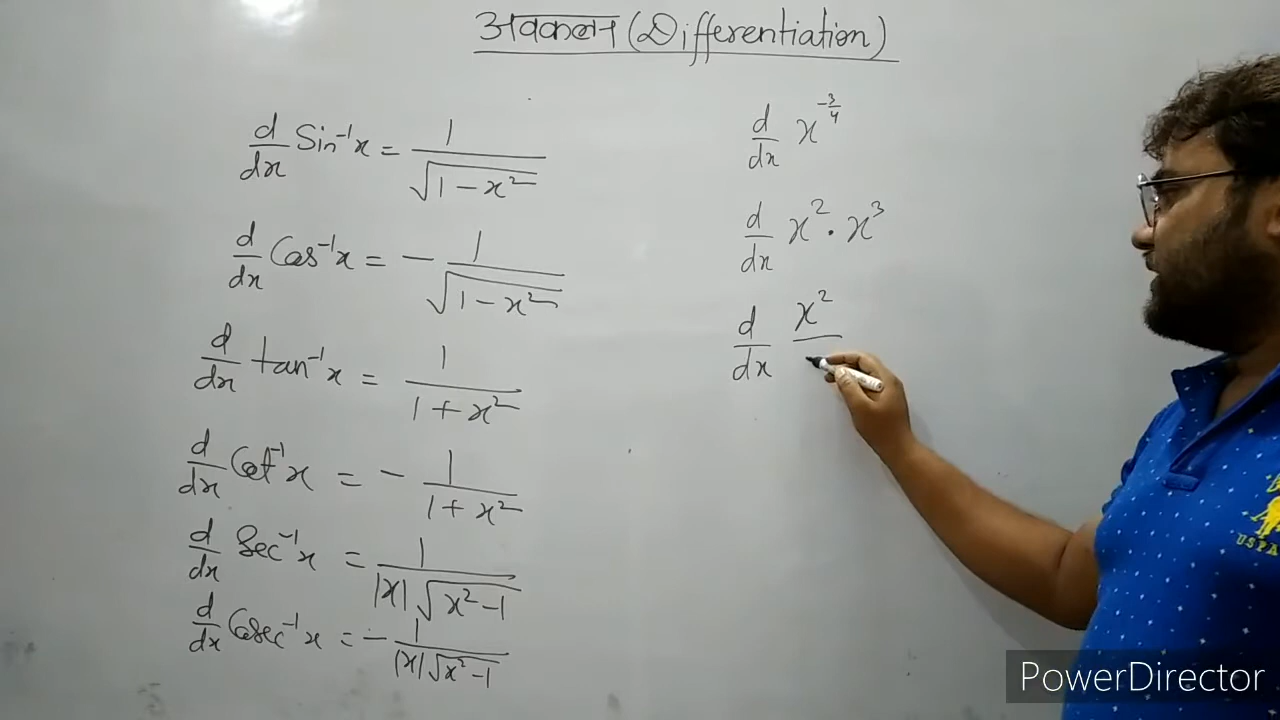 अवकलन (Differentiation)
d/dx Sin⁻¹x = 1/√(1-x²)
d/dx Cos⁻¹x = - 1/√(1-x²)
d/dx tan⁻¹x = 1/(1+x²)
d/dx Cot⁻¹x = - 1/(1+x²)
d/dx Sec⁻¹x = 1/(|x|√(x²-1))
d/dx Cosec⁻¹x = - 1/(|x|√(x²-1))
d/dx x^(-3/4)
d/dx x² · x³
d/dx x²/
USPA
PowerDirector